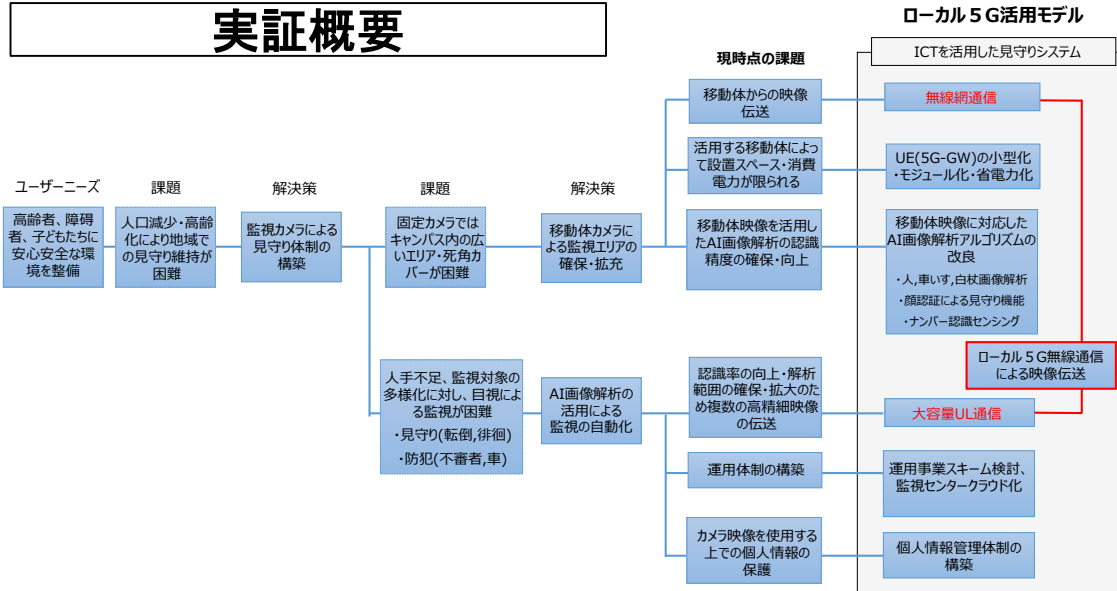 実証概要
ローカル５G活用モデル
ICTを活用した見守りシステム
現時点の課題
移動体からの映像
伝送
無線網通信
活用する移動体によっ
て設置スペース・消費
電力が限られる
UE(5G-GW)の小型化
・モジュール化・省電力化
ユーザーニーズ
課題
解決策
課題
解決策
高齢者、障碍
者、子どもたちに
安心安全な環
境を整備
人口減少・高齢
化により地域で
の見守り維持が
困難
監視カメラによる
見守り体制の
構築
固定カメラでは
キャンパス内の広
いエリア・死角カ
バーが困難
移動体カメラに
よる監視エリアの
確保・拡充
移動体映像を活用し
たAI画像解析の認識
精度の確保・向上
移動体映像に対応した
AI画像解析アルゴリズムの
改良
・人,車いす,白杖画像解析
・顔認証による見守り機能
・ナンバー認識センシング
ローカル５G無線通信
による映像伝送
人手不足、監視対象の
多様化に対し、目視によ
る監視が困難
・見守り(転倒,徘徊)
・防犯(不審者,車)
AI画像解析の
活用による
監視の自動化
認識率の向上・解析
範囲の確保・拡大のた
め複数の高精細映像
の伝送
大容量UL通信
運用体制の構築
運用事業スキーム検討、
監視センタークラウド化
カメラ映像を使用する
上での個人情報の
保護
個人情報管理体制の
構築